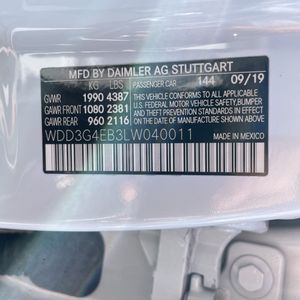 MFD BY DAIMLER AG STUTTGART
KG LBS PASSENGER CAR 144 09/19
GVWR 1990 4387 THIS VEHICLE CONFORMS TO ALL
GAWR FRONT 1080 2381 APPLICABLE U.S. FEDERAL MOTOR
GAWR REAR 960 2116 VEHICLE SAFETY, BUMPER
AND THEFT PREVENTION
STANDARDS IN EFFECT ON THE DATE
OF MANUFACTURE SHOWN ABOVE.
WDD3G4EB3LW040011 MADE IN MEXICO